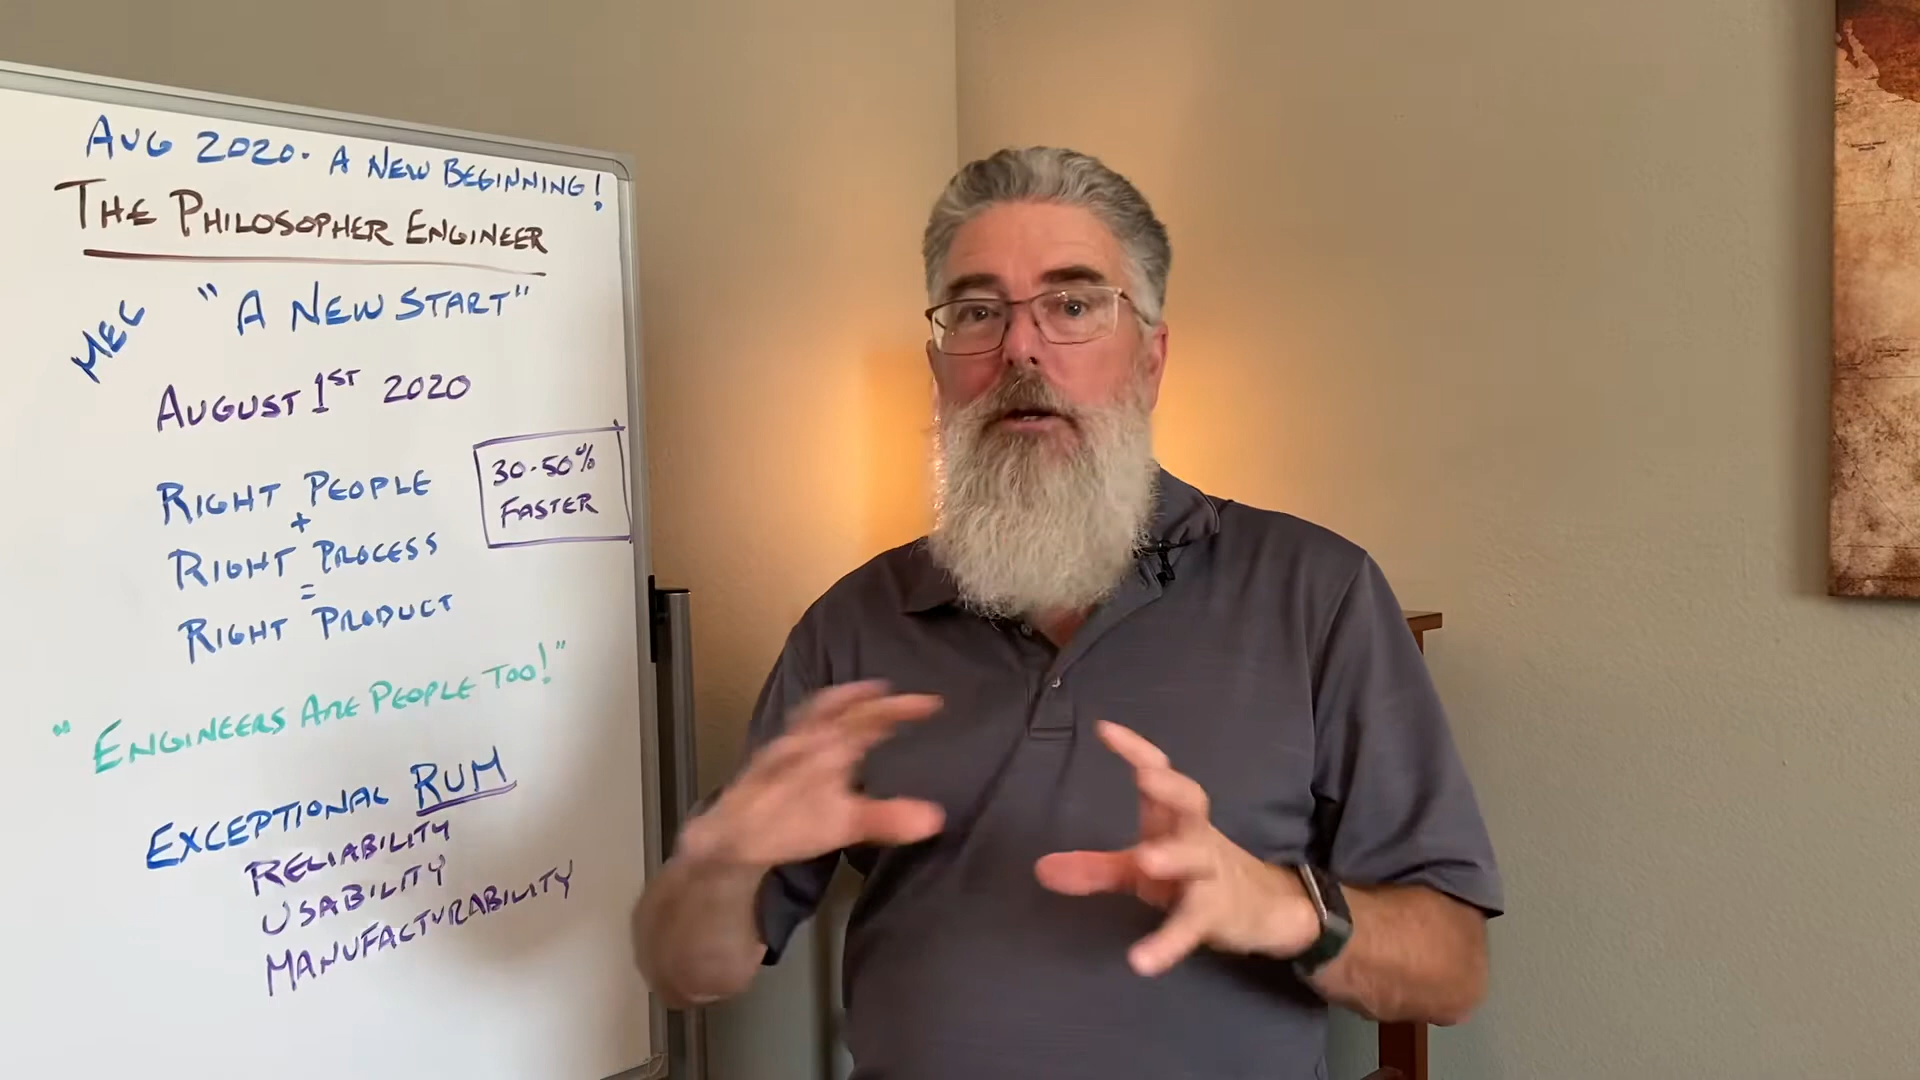 AUG 2020. A NEW BEGINNING!
THE PHILOSOPHER ENGINEER
"A NEW START"
MEG
AUGUST 1ST 2020
RIGHT PEOPLE
+
RIGHT PROCESS
=
RIGHT PRODUCT
30-50%
FASTER
"ENGINEERS ARE PEOPLE TOO!"
EXCEPTIONAL RUM
RELIABILITY
USABILITY
MANUFACTURABILITY